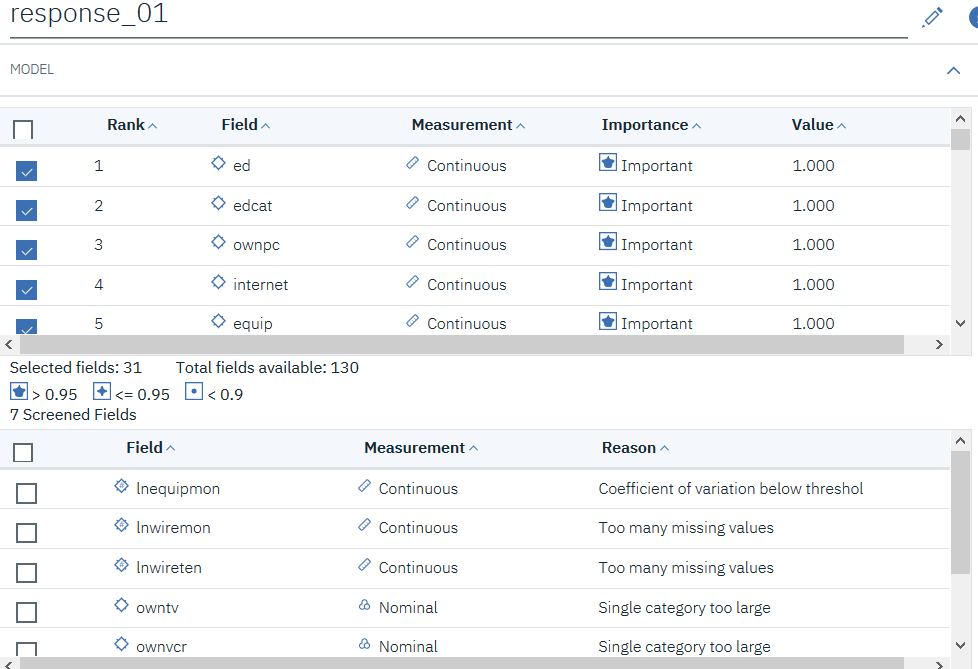 response_01
MODEL
Rank Field Measurement Importance Value
1 ed Continuous Important 1.000
2 edcat Continuous Important 1.000
3 ownpc Continuous Important 1.000
4 internet Continuous Important 1.000
5 equip Continuous Important 1.000
Selected fields: 31 Total fields available: 130
> 0.95 <= 0.95 < 0.9
7 Screened Fields
Field Measurement Reason
lnequipmon Continuous Coefficient of variation below threshol
lnwiremon Continuous Too many missing values
lnwireten Continuous Too many missing values
owntv Nominal Single category too large
ownvcr Nominal Single category too large